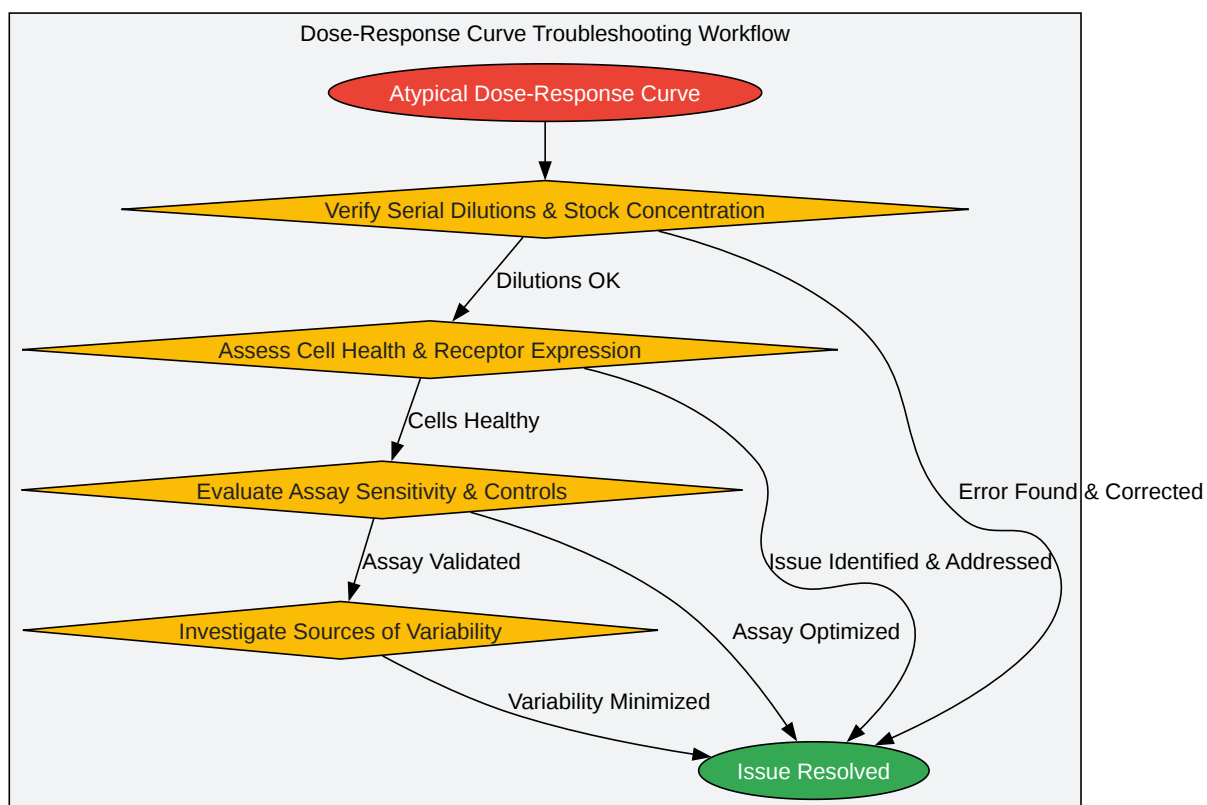 Dose-Response Curve Troubleshooting Workflow
Atypical Dose-Response Curve
Verify Serial Dilutions & Stock Concentration
Dilutions OK
Assess Cell Health & Receptor Expression
Cells Healthy
Evaluate Assay Sensitivity & Controls
Error Found & Corrected
Assay Validated
Issue Identified & Addressed
Investigate Sources of Variability
Assay Optimized
Variability Minimized
Issue Resolved